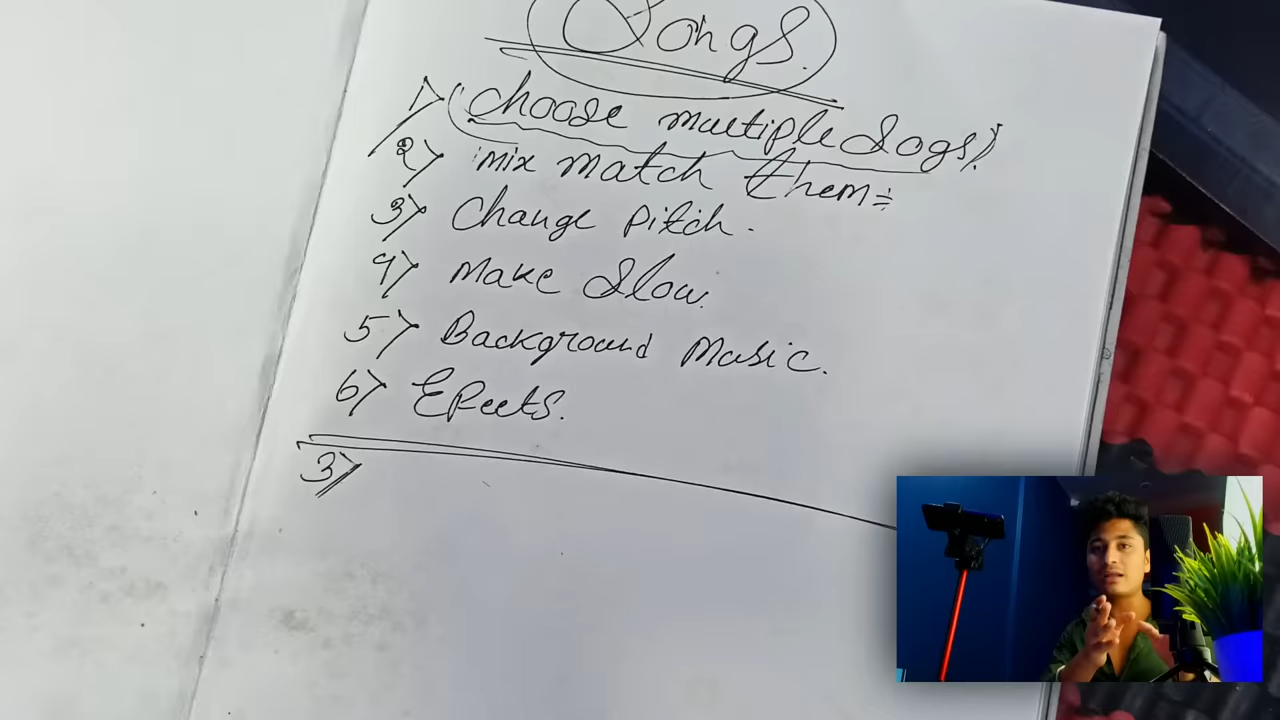 Songs.
1> (Choose multiple Sogs).
2> mix match them÷
3> Change Pitch.
4> Make Slow.
5> Background Music.
6> Effects.
3>